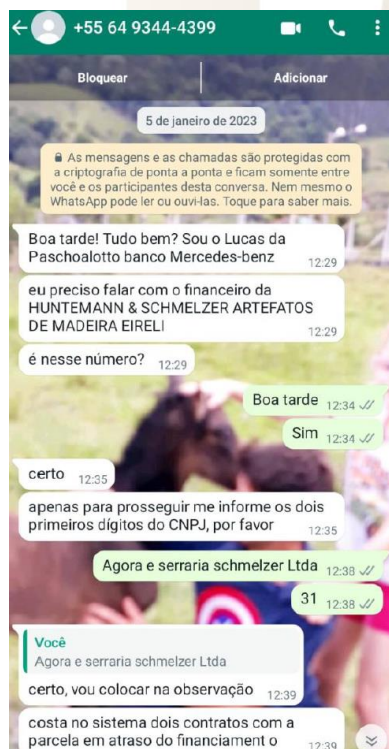 +55 64 9344-4399
Bloquear
Adicionar
5 de janeiro de 2023
As mensagens e as chamadas são protegidas com
a criptografia de ponta a ponta e ficam somente entre
você e os participantes desta conversa. Nem mesmo o
WhatsApp pode ler ou ouvi-las. Toque para saber mais.
Boa tarde! Tudo bem? Sou o Lucas da
Paschoalotto banco Mercedes-benz
12:29
eu preciso falar com o financeiro da
HUNTEMANN & SCHMELZER ARTEFATOS
DE MADEIRA EIRELI
12:29
é nesse número? 12:29
Boa tarde 12:34
Sim 12:34
certo 12:35
apenas para prosseguir me informe os dois
primeiros dígitos do CNPJ, por favor
12:35
Agora e serraria schmelzer Ltda 12:38
31 12:38
Você
Agora e serraria schmelzer Ltda
certo, vou colocar na observação 12:39
costa no sistema dois contratos com a
parcela em atraso do financiament o
12:39